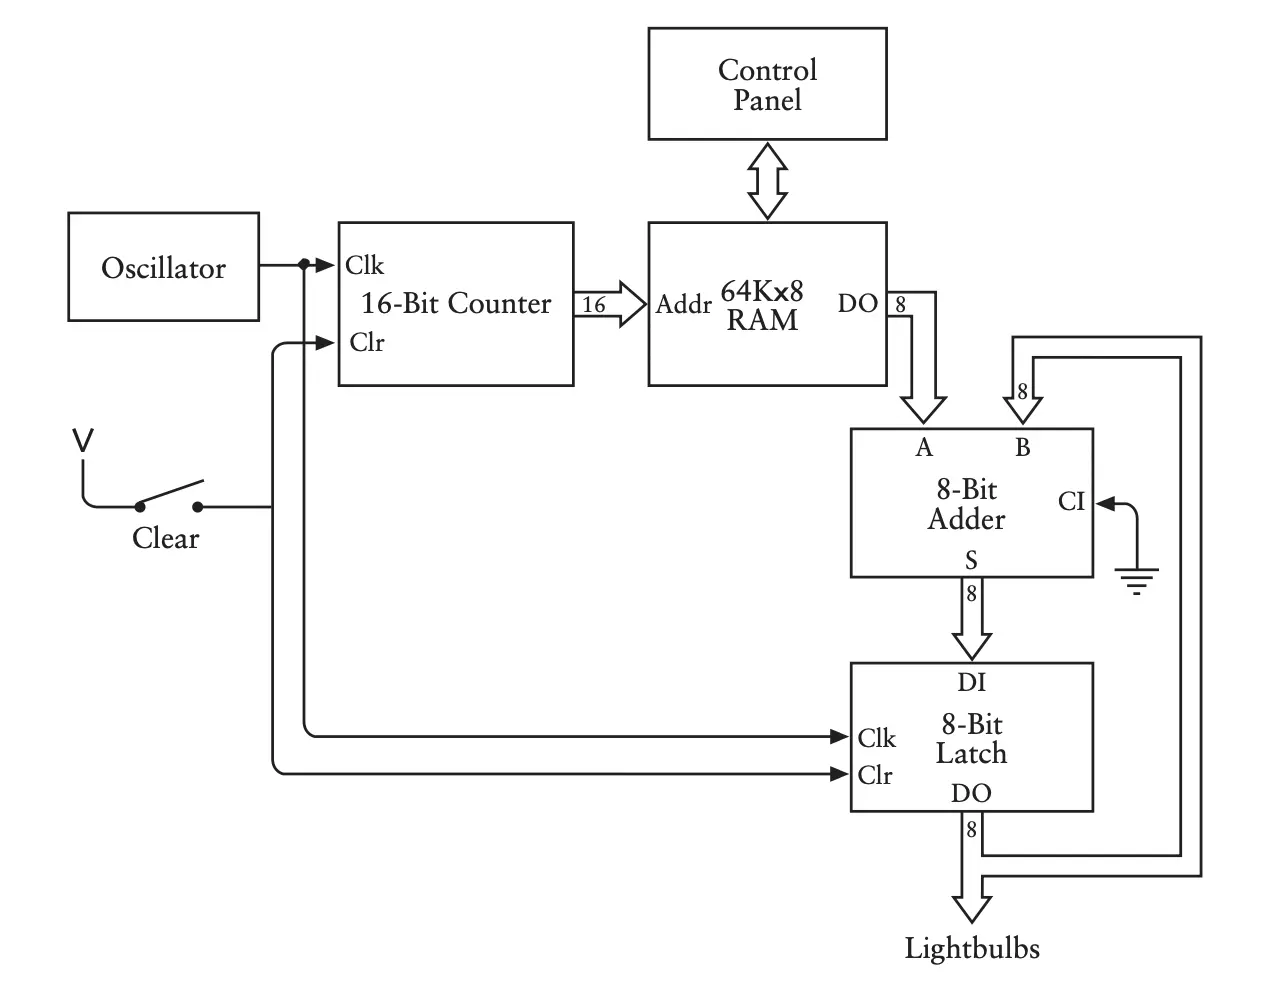 Control
Panel
Oscillator
Clk
16-Bit Counter
Clr
16
Addr
64Kx8
RAM
DO
8
8
V
Clear
A
B
8-Bit
Adder
CI
S
8
DI
8-Bit
Latch
Clk
Clr
DO
8
Lightbulbs